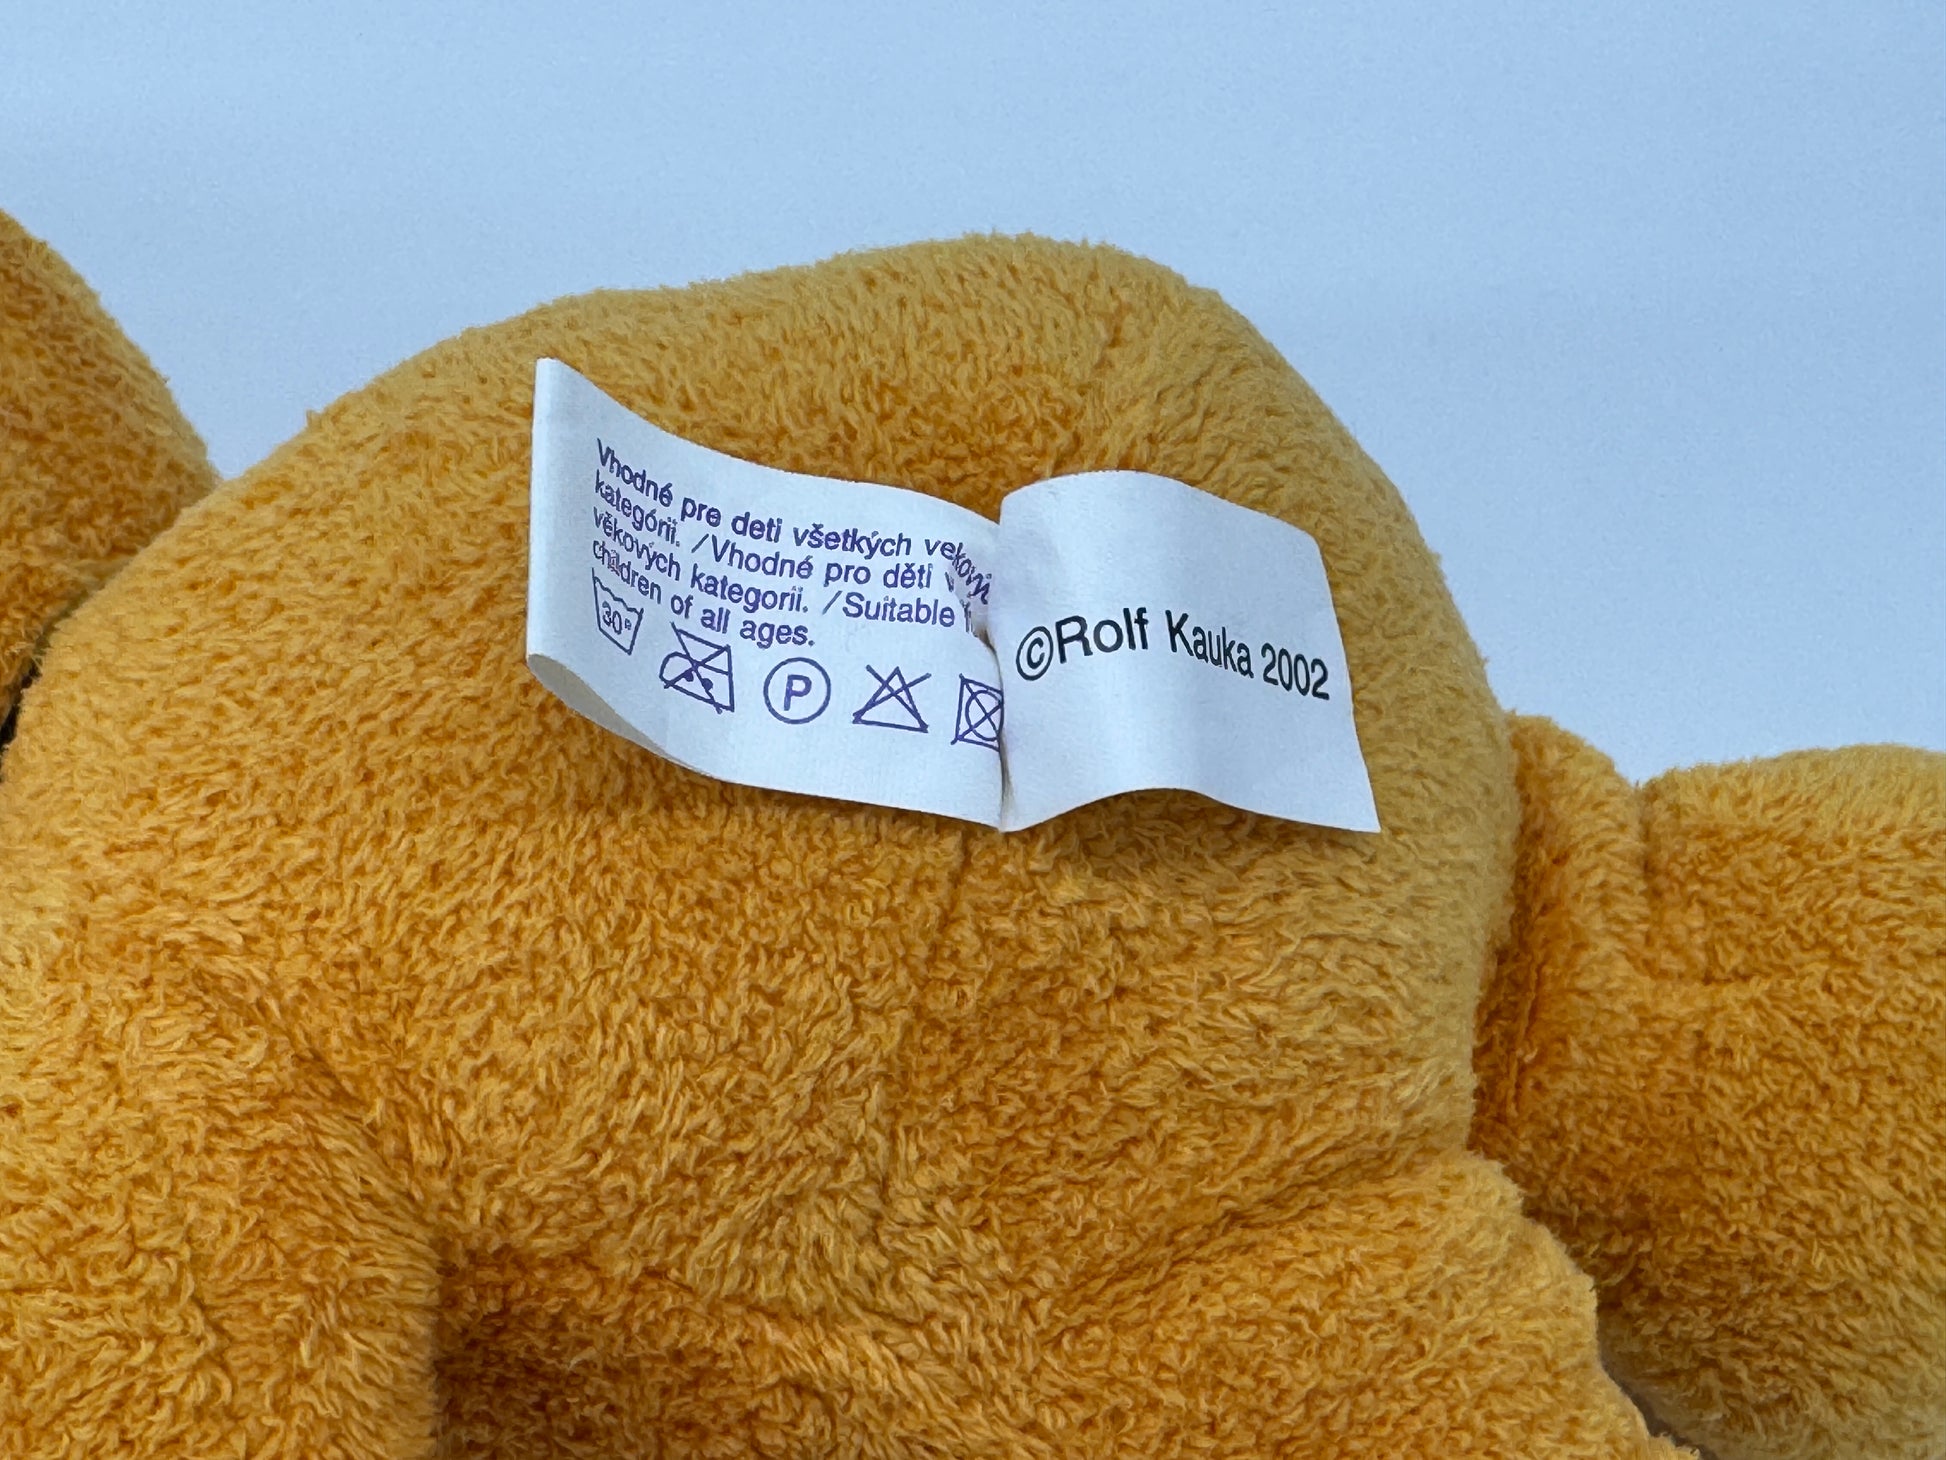 Vhodné pre deti všetkých
kategórii. /Vhodné pro děti
věkových kategorii. /Suitable
children of all ages.
30°
P
©Rolf Kauka 2002